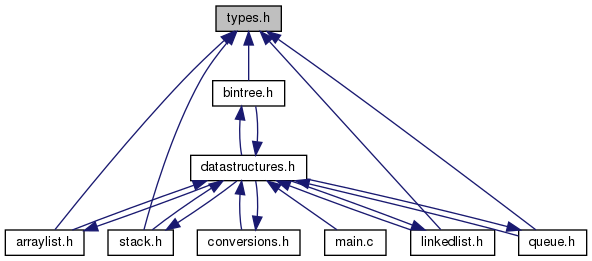 types.h
bintree.h
datastructures.h
arraylist.h
stack.h
conversions.h
main.c
linkedlist.h
queue.h